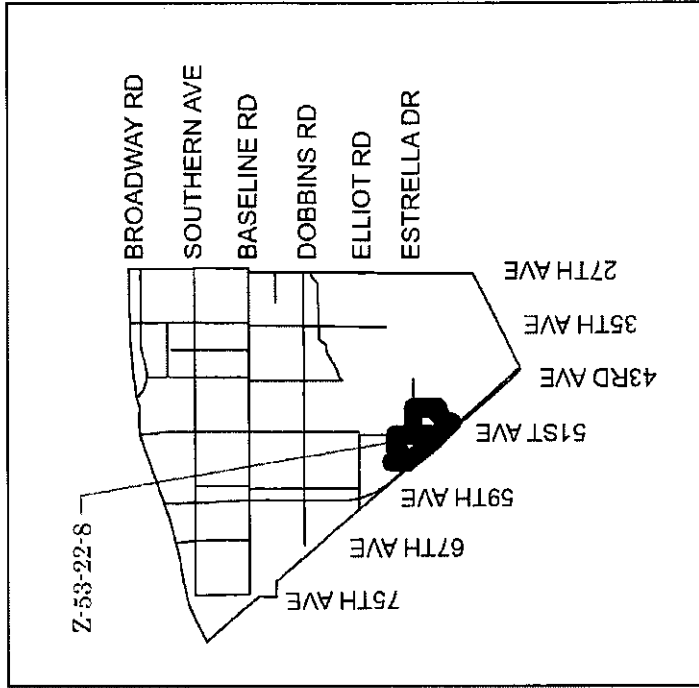 BROADWAY RD
SOUTHERN AVE
BASELINE RD
DOBBINS RD
ELLIOT RD
ESTRELLA DR
Z-53-22-8
27TH AVE
35TH AVE
43RD AVE
51ST AVE
59TH AVE
67TH AVE
75TH AVE